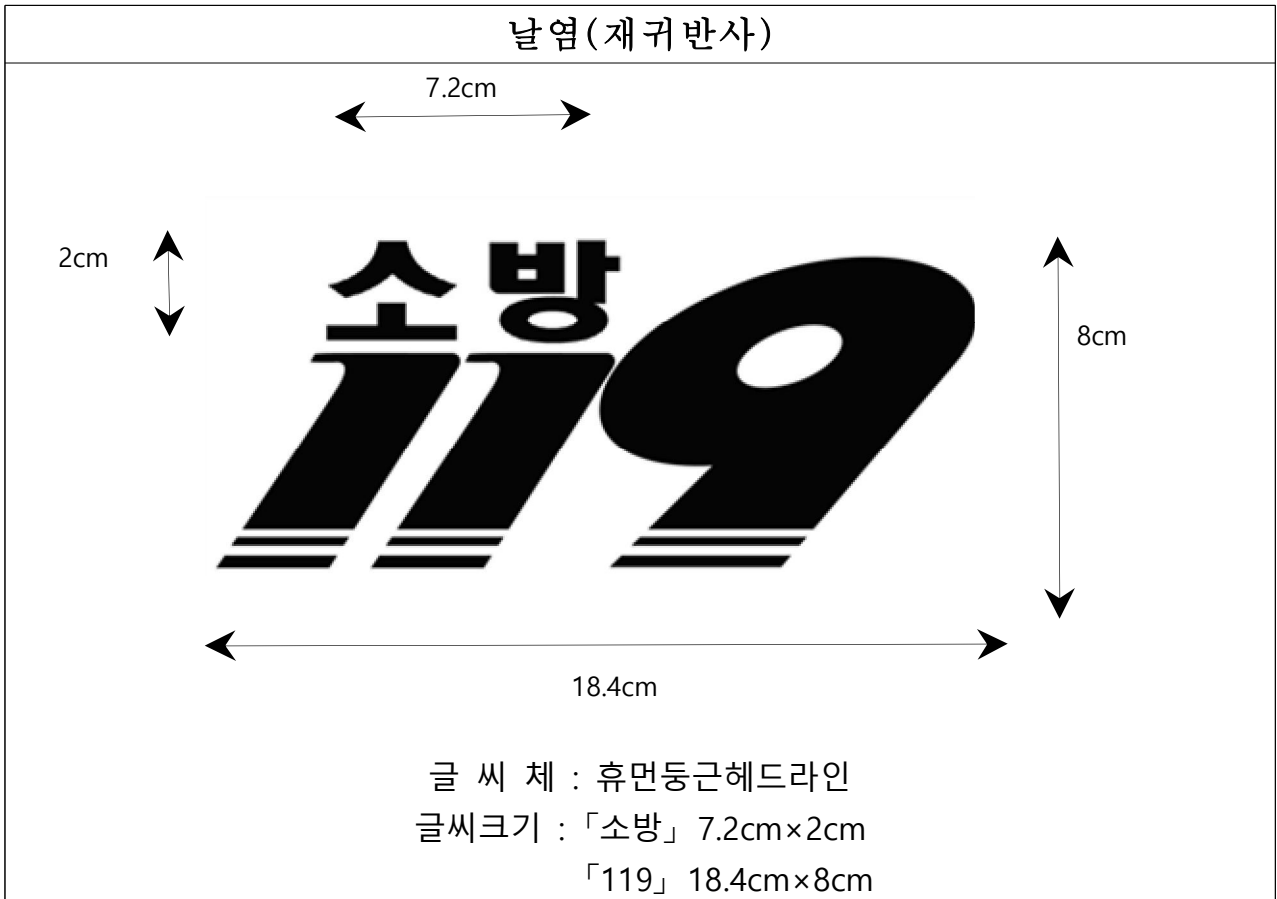 날염(재귀반사)
7.2cm
2cm
소방
119
8cm
18.4cm
글 씨 체 : 휴먼둥근헤드라인
글씨크기 :「소방」7.2cm×2cm
「119」18.4cm×8cm